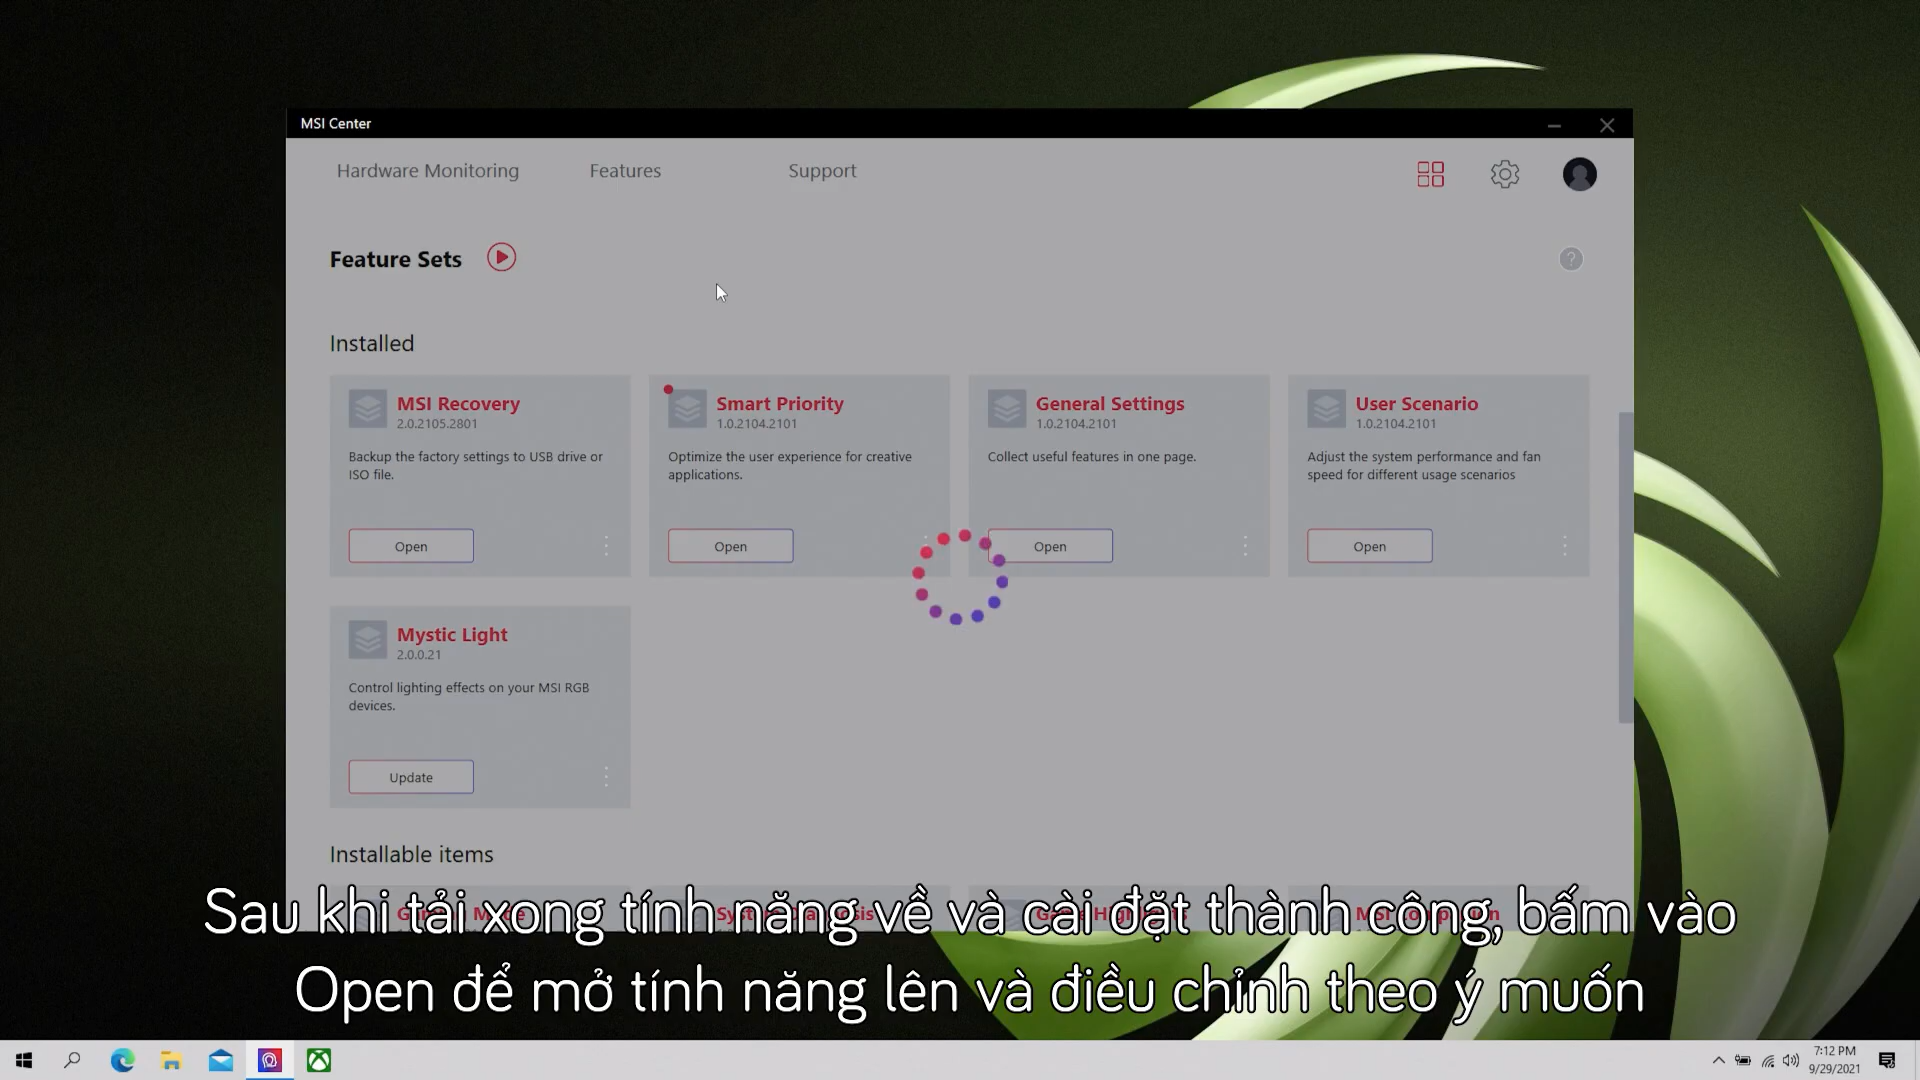 MSI Center
Hardware Monitoring Features Support
Feature Sets
?
Installed
MSI Recovery
2.0.2105.2801
Backup the factory settings to USB drive or
ISO file.
Open
Smart Priority
1.0.2104.2101
Optimize the user experience for creative
applications.
Open
General Settings
1.0.2104.2101
Collect useful features in one page.
Open
User Scenario
1.0.2104.2101
Adjust the system performance and fan
speed for different usage scenarios
Open
Mystic Light
2.0.0.21
Control lighting effects on your MSI RGB
devices.
Update
Installable items
Sau khi tải xong tính năng về và cài đặt thành công, bấm vào
Open để mở tính năng lên và điều chỉnh theo ý muốn
7:12 PM
9/29/2021